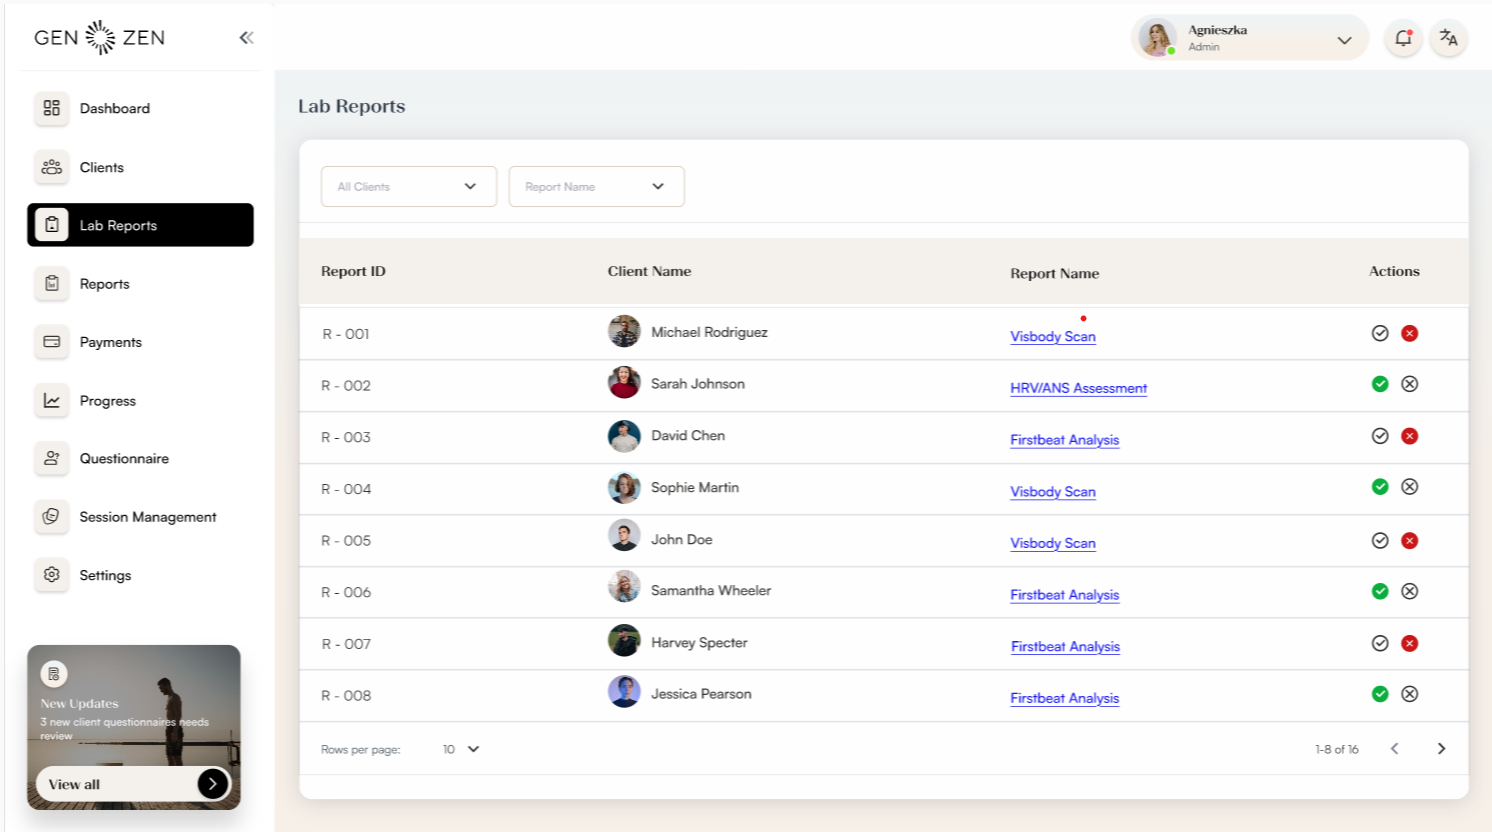 GEN ZEN
Agnieszka
Admin
Dashboard
Clients
Lab Reports
Reports
Payments
Progress
Questionnaire
Session Management
Settings
New Updates
3 new client questionnaires needs
review
View all
Lab Reports
All Clients Report Name
Report ID Client Name Report Name Actions
R - 001 Michael Rodriguez Visbody Scan
R - 002 Sarah Johnson HRV/ANS Assessment
R - 003 David Chen Firstbeat Analysis
R - 004 Sophie Martin Visbody Scan
R - 005 John Doe Visbody Scan
R - 006 Samantha Wheeler Firstbeat Analysis
R - 007 Harvey Specter Firstbeat Analysis
R - 008 Jessica Pearson Firstbeat Analysis
Rows per page: 10 1-8 of 16